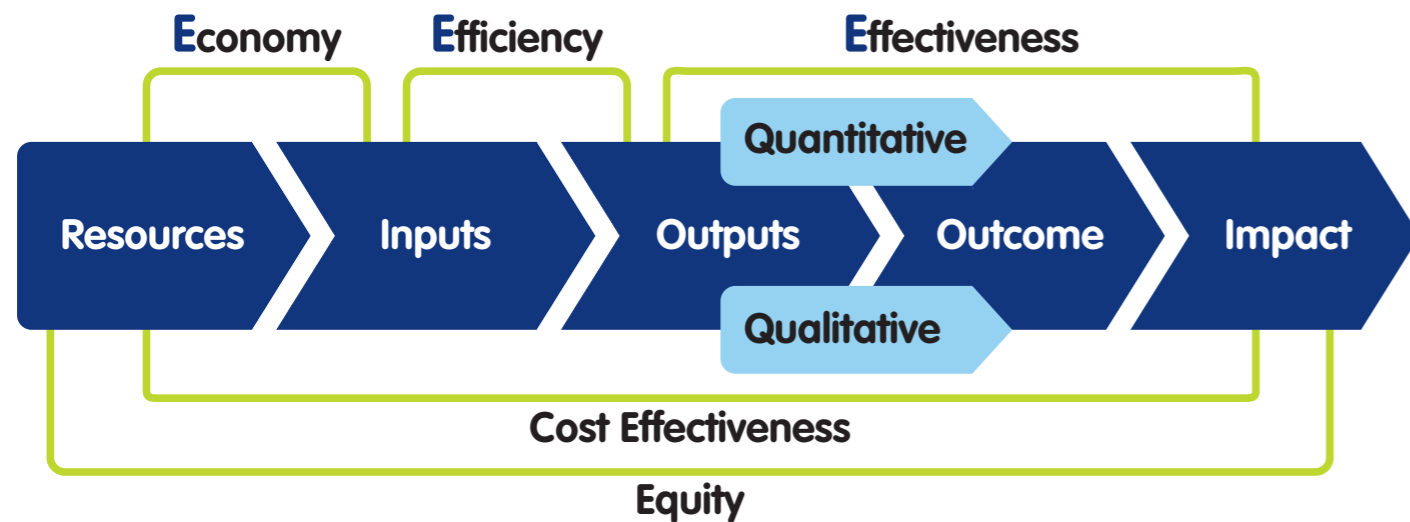 Economy Efficiency Effectiveness
Quantitative
Resources Inputs Outputs Outcome Impact
Qualitative
Cost Effectiveness
Equity